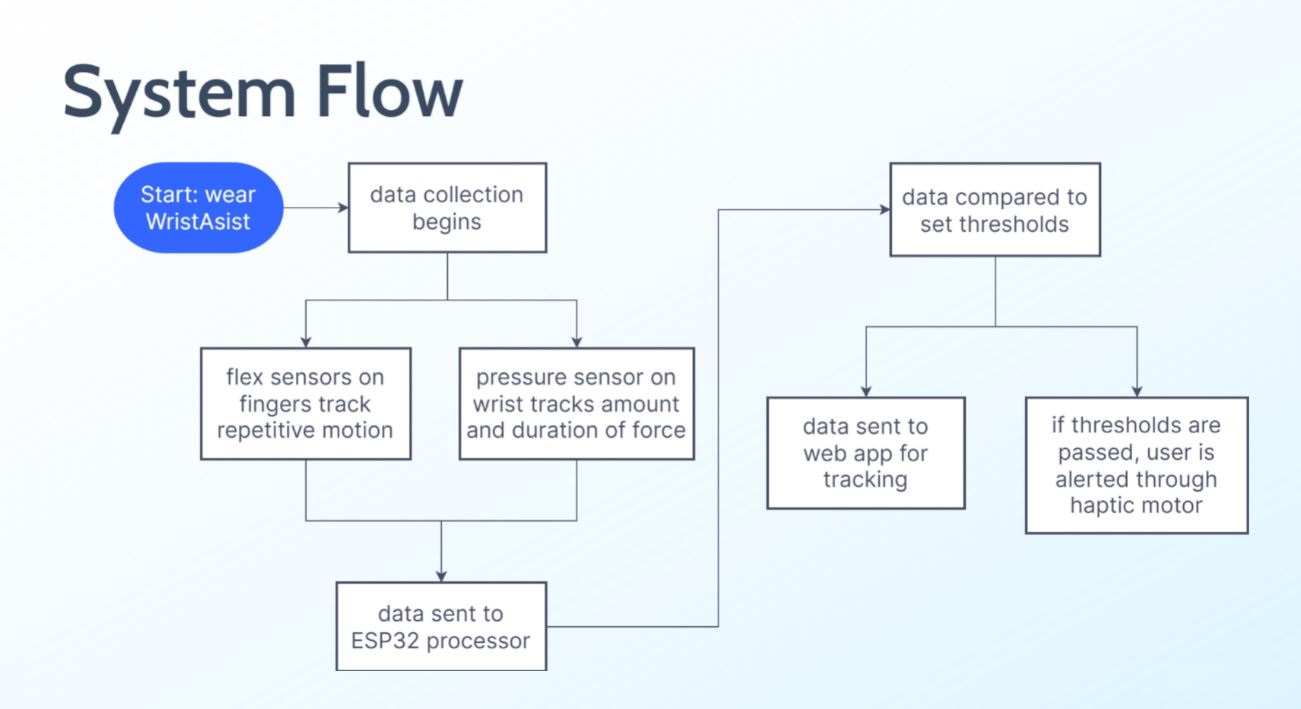 System Flow
Start: wear
WristAsist
data collection
begins
flex sensors on
fingers track
repetitive motion
pressure sensor on
wrist tracks amount
and duration of force
data sent to
ESP32 processor
data compared to
set thresholds
data sent to
web app for
tracking
if thresholds are
passed, user is
alerted through
haptic motor